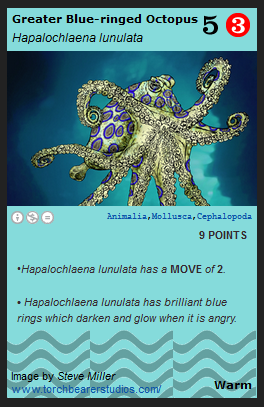 Greater Blue-ringed Octopus 5 3
Hapalochlaena lunulata
Animalia,Mollusca,Cephalopoda
9 POINTS
•Hapalochlaena lunulata has a MOVE of 2.
• Hapalochlaena lunulata has brilliant blue
rings which darken and glow when it is angry.
Image by Steve Miller
www.torchbearerstudios.com/
Warm